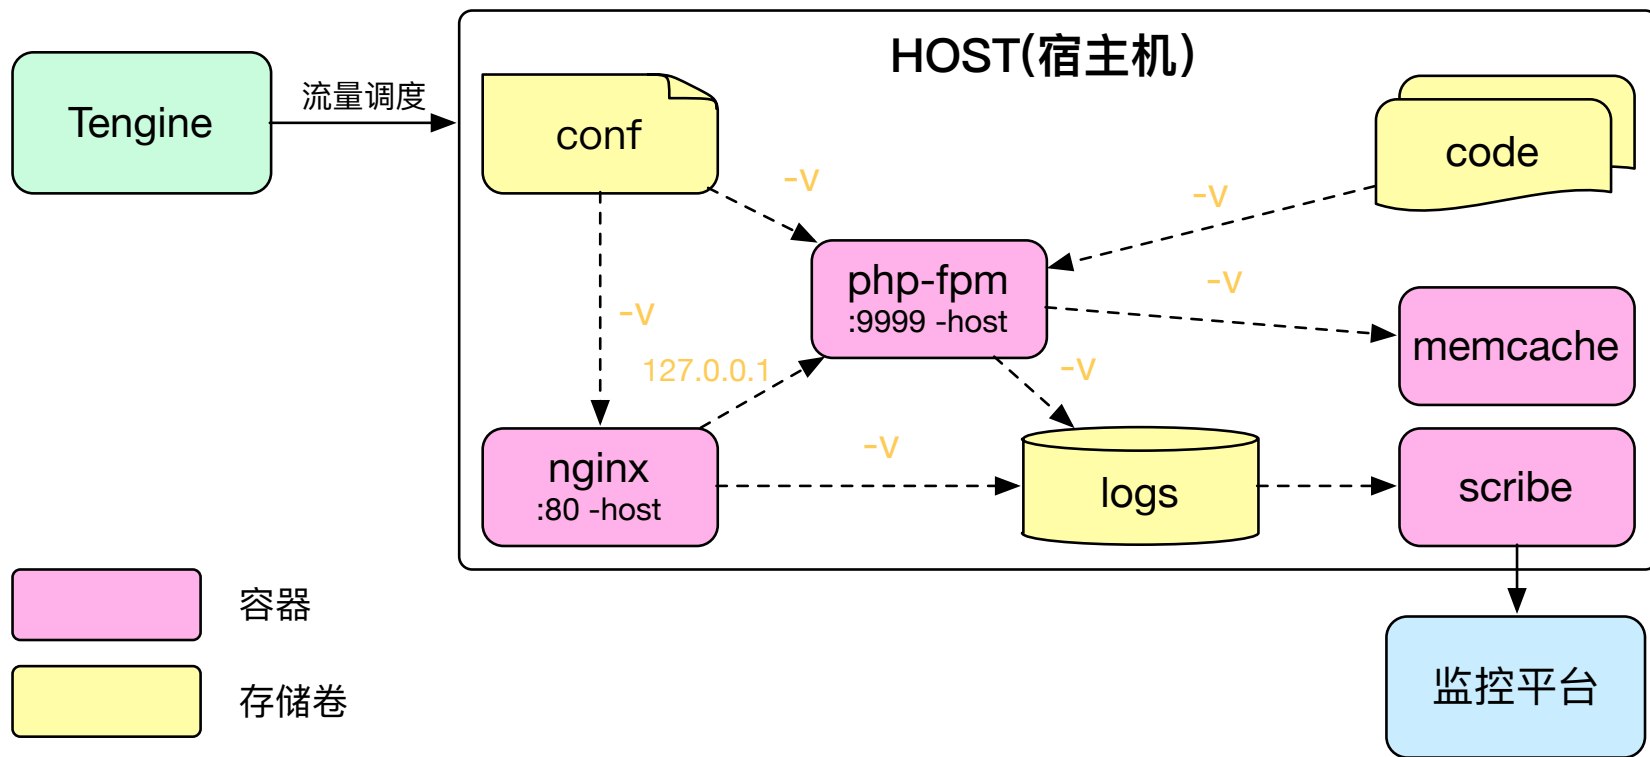 HOST(宿主机)
Tengine
流量调度
conf
code
-v
-v
php-fpm
:9999 -host
-v
-v
memcache
127.0.0.1
-v
-v
nginx
:80 -host
logs
scribe
容器
存储卷
监控平台